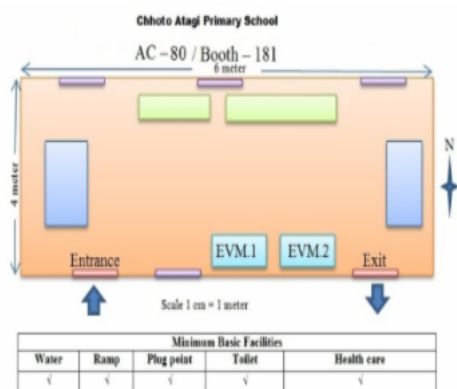 Chhoto Atagi Primary School
AC – 80 / Booth – 181
6 meter
4 meter
N
EVM.1 EVM.2
Entrance Exit
Scale 1 cm = 1 meter
Minimum Basic Facilities
Water Ramp Plug point Toilet Health care
√ √ √ √ √